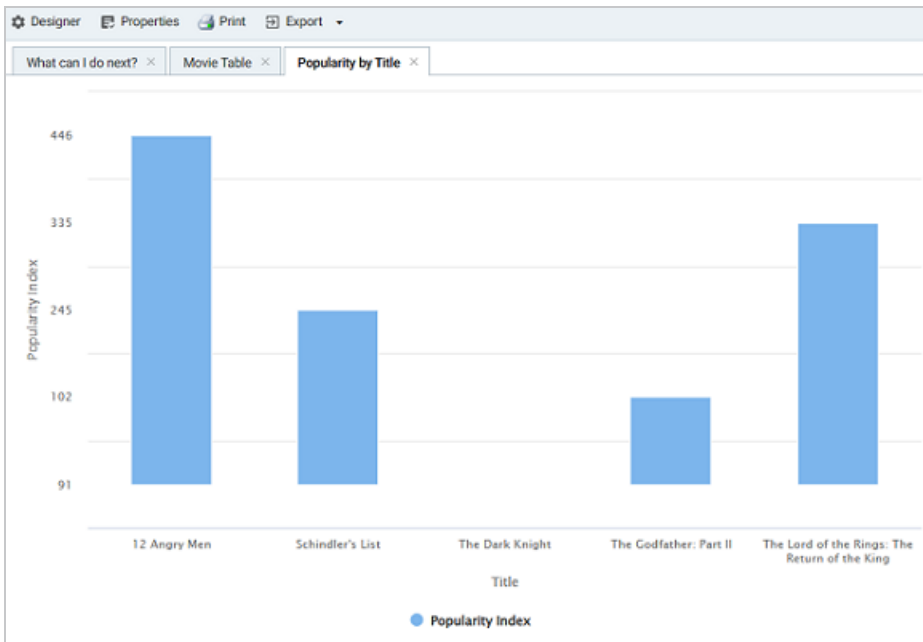 Designer Properties Print Export
What can I do next? × Movie Table × Popularity by Title ×
446
335
245
102
91
Popularity Index
12 Angry Men
Schindler's List
The Dark Knight
The Godfather: Part II
The Lord of the Rings: The
Return of the King
Title
Popularity Index